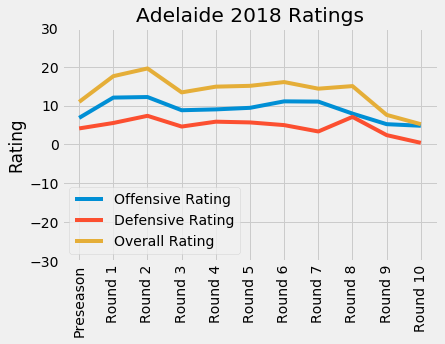 Adelaide 2018 Ratings
Rating
30
20
10
0
−10
−20
−30
Offensive Rating
Defensive Rating
Overall Rating
Preseason
Round 1
Round 2
Round 3
Round 4
Round 5
Round 6
Round 7
Round 8
Round 9
Round 10